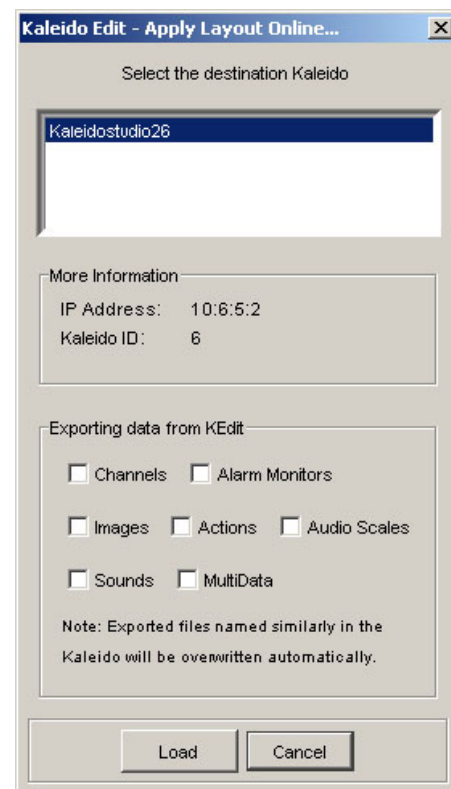 Kaleido Edit - Apply Layout Online...
Select the destination Kaleido
Kaleidostudio26
More Information
IP Address: 10:6:5:2
Kaleido ID: 6
Exporting data from KEdit
Channels Alarm Monitors
Images Actions Audio Scales
Sounds MultiData
Note: Exported files named similarly in the
Kaleido will be overwritten automatically.
Load Cancel